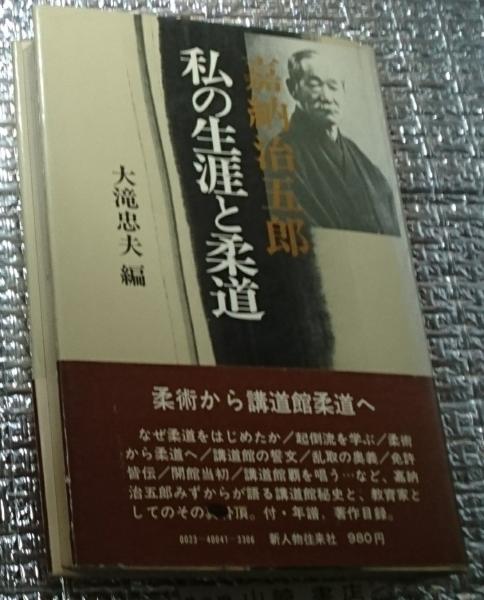 嘉納治五郎
私の生涯と柔道
大滝忠夫編
柔術から講道館柔道へ
なぜ柔道をはじめたか／起倒流を学ぶ／柔術
から柔道へ／講道館の誓文／乱取の奥義／免許
皆伝／開館当初／講道館覇を唱う…など、嘉納
治五郎みずからが語る講道館秘史と、教育家と
してのその 頂。付・年譜、著作目録。
0023-40041-3306 新人物往来社 980円